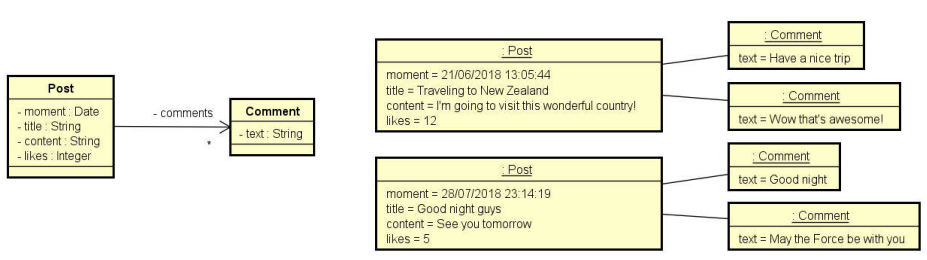 Post
- moment : Date
- title : String
- content : String
- likes : Integer
- comments
*
Comment
- text : String
: Post
moment = 21/06/2018 13:05:44
title = Traveling to New Zealand
content = I'm going to visit this wonderful country!
likes = 12
: Comment
text = Have a nice trip
: Comment
text = Wow that's awesome!
: Post
moment = 28/07/2018 23:14:19
title = Good night guys
content = See you tomorrow
likes = 5
: Comment
text = Good night
: Comment
text = May the Force be with you